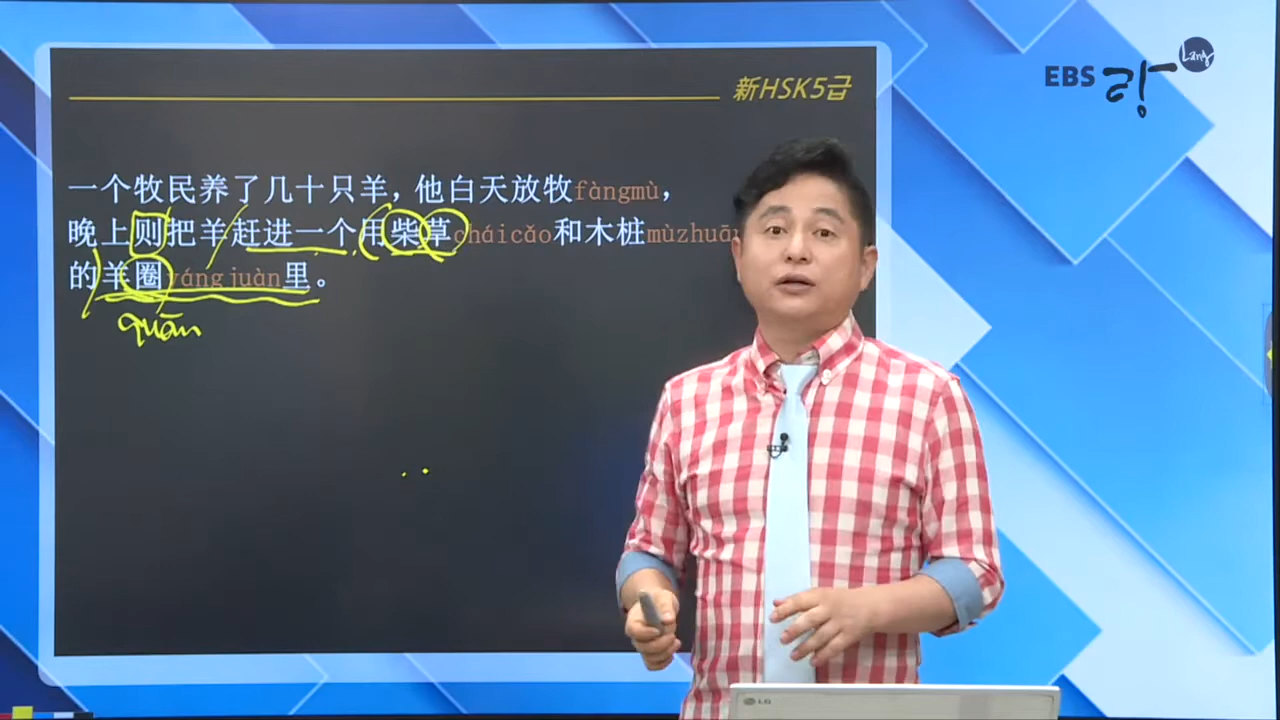 EBS 랑 Lang
新HSK5급
一个牧民养了几十只羊，他白天放牧fàngmù，
晚上则把羊赶进一个用柴草cháicǎo和木桩mùzhuā
的羊圈yáng juàn里。
quān
LG